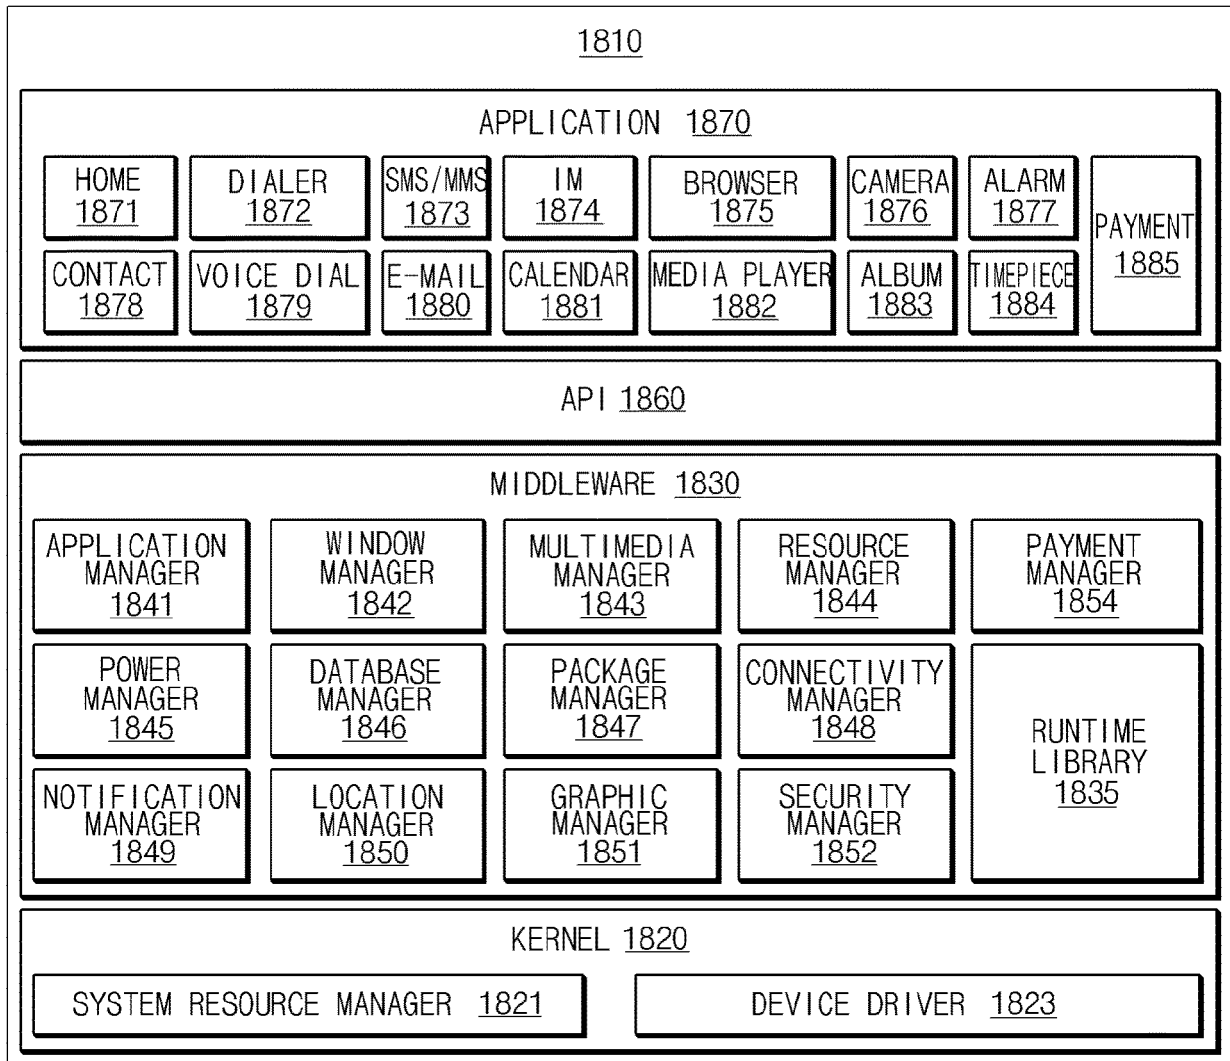 1810
APPLICATION 1870
HOME
1871
DIALER
1872
SMS/MMS
1873
IM
1874
BROWSER
1875
CAMERA
1876
ALARM
1877
PAYMENT
1885
CONTACT
1878
VOICE DIAL
1879
E-MAIL
1880
CALENDAR
1881
MEDIA PLAYER
1882
ALBUM
1883
TIMEPIECE
1884
API 1860
MIDDLEWARE 1830
APPLICATION
MANAGER
1841
WINDOW
MANAGER
1842
MULTIMEDIA
MANAGER
1843
RESOURCE
MANAGER
1844
PAYMENT
MANAGER
1854
POWER
MANAGER
1845
DATABASE
MANAGER
1846
PACKAGE
MANAGER
1847
CONNECTIVITY
MANAGER
1848
RUNTIME
LIBRARY
1835
NOTIFICATION
MANAGER
1849
LOCATION
MANAGER
1850
GRAPHIC
MANAGER
1851
SECURITY
MANAGER
1852
KERNEL 1820
SYSTEM RESOURCE MANAGER 1821
DEVICE DRIVER 1823